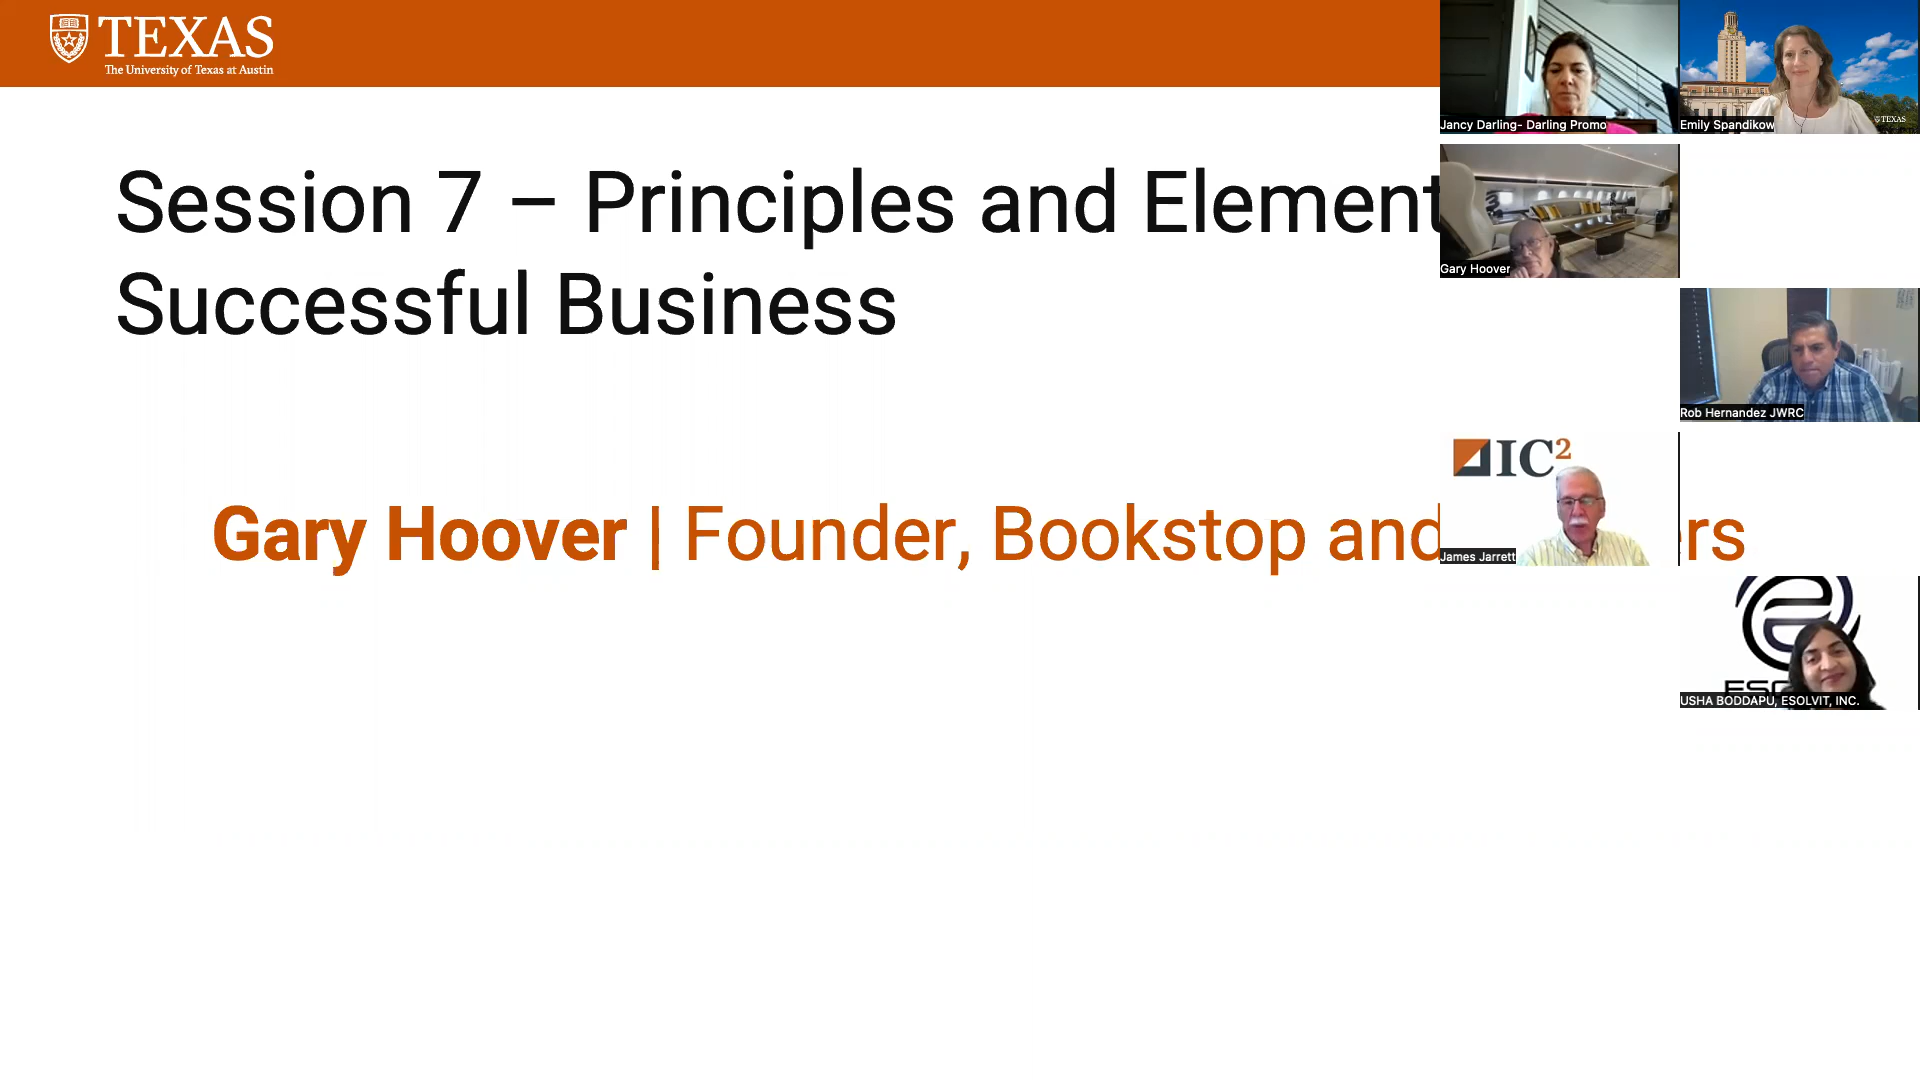 TEXAS
The University of Texas at Austin
Session 7 – Principles and Element
Successful Business
Gary Hoover | Founder, Bookstop and
rs
Jancy Darling- Darling Promo
Emily Spandikow
TEXAS
Gary Hoover
Rob Hernandez JWRC
IC²
James Jarrett
USHA BODDAPU, ESOLVIT, INC.